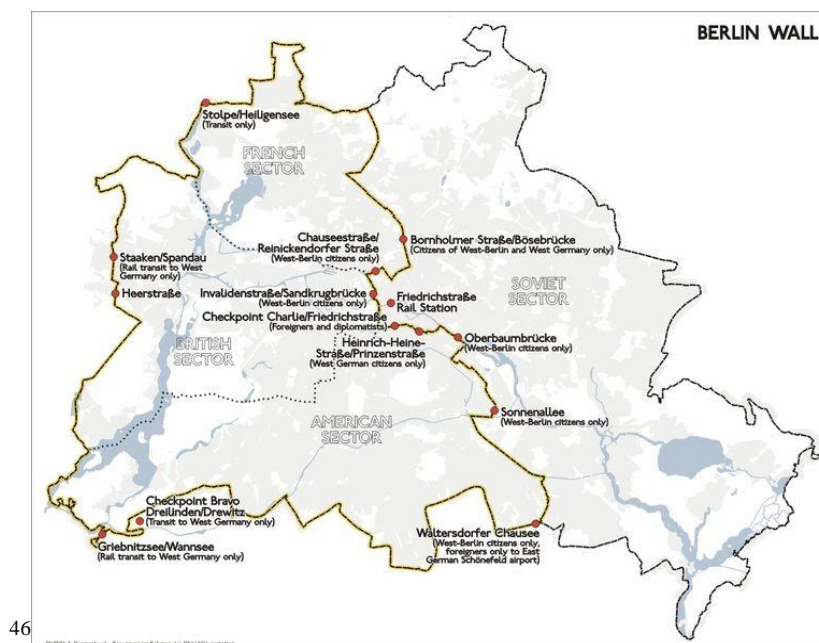 BERLIN WALL
Stolpe/Heiligensee
(Transit only)
FRENCH
SECTOR
Chauseestraße/
Reinickendorfer Straße
(West-Berlin citizens only)
Bornholmer Straße/Bösebrücke
(Citizens of West-Berlin and West Germany only)
Staaken/Spandau
(Rail transit to West
Germany only)
Heerstraße
Invalidenstraße/Sandkrugbrücke
(West-Berlin citizens only)
Friedrichstraße
Rail Station
SOVIET
SECTOR
Checkpoint Charlie/Friedrichstraße
(Foreigners and diplomatists)
BRITISH
SECTOR
Heinrich-Heine-
Straße/Prinzenstraße
(West German citizens only)
Oberbaumbrücke
(West-Berlin citizens only)
AMERICAN
SECTOR
Sonnenallee
(West-Berlin citizens only)
Checkpoint Bravo
Dreilinden/Drewitz
(Transit to West Germany only)
Griebnitzsee/Wannsee
(Rail transit to West Germany only)
Waltersdorfer Chausee
(West-Berlin citizens only,
foreigners only to East
German Schönefeld airport)
46